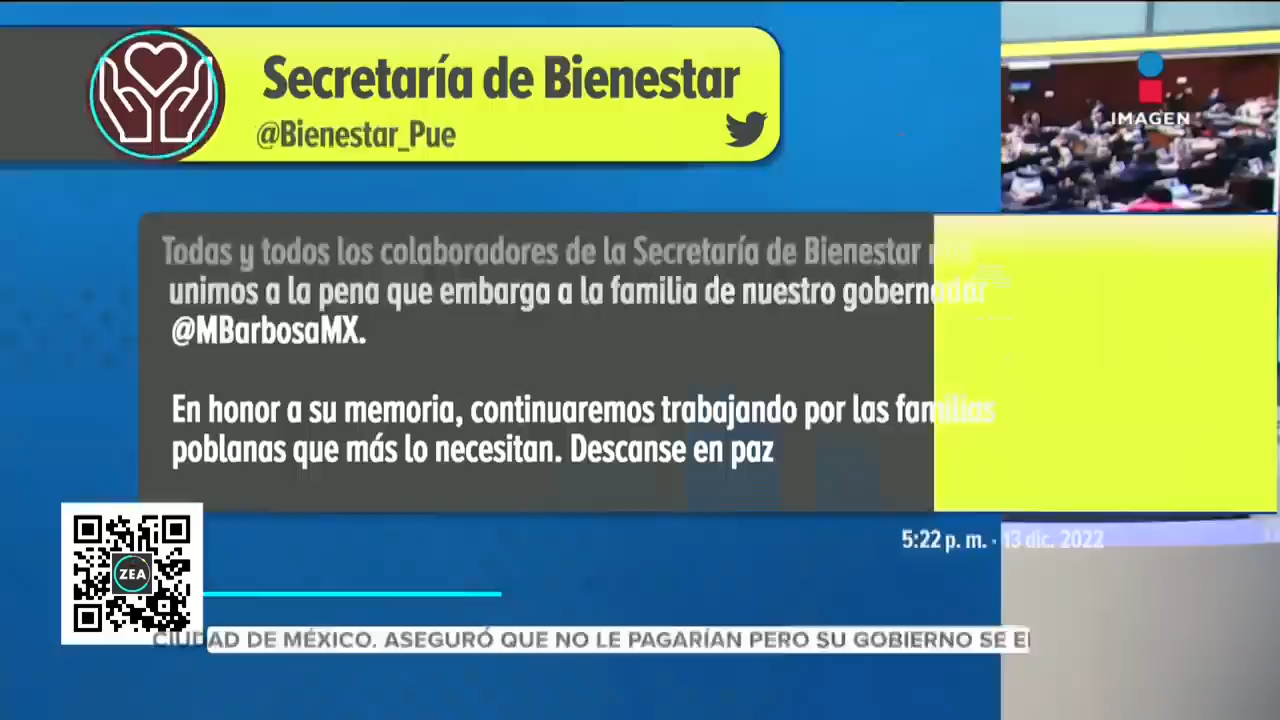 Secretaría de Bienestar
@Bienestar_Pue
IMAGEN
Todas y todos los colaboradores de la Secretaría de Bienestar
unimos a la pena que embarga a la familia de nuestro gobernador
@MBarbosaMX.
En honor a su memoria, continuaremos trabajando por las familias
poblanas que más lo necesitan. Descanse en paz
5:22 p. m. · 13 dic. 2022
ZEA
CIUDAD DE MÉXICO. ASEGURÓ QUE NO LE PAGARÍAN PERO SU GOBIERNO SE